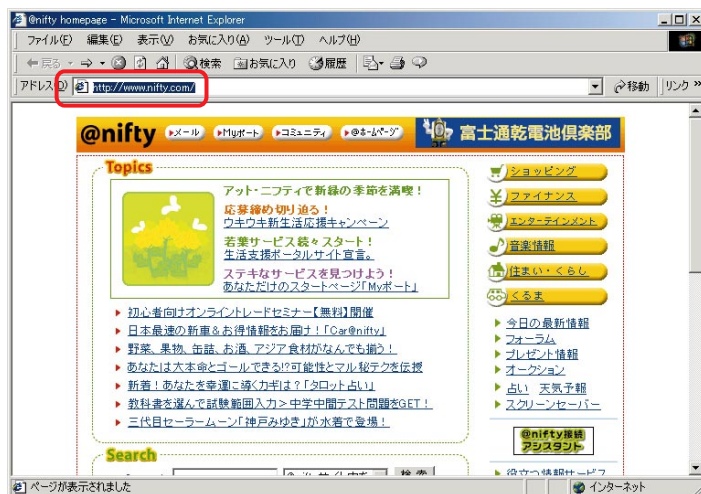 @nifty homepage - Microsoft Internet Explorer
ファイル(F) 編集(E) 表示(V) お気に入り(A) ツール(T) ヘルプ(H)
戻る 検索 お気に入り 履歴
アドレス(D) http://www.nifty.com/ 移動 リンク »
@nifty メール Myポート コミュニティ @ホームページ 富士通乾電池倶楽部
Topics
アット・ニフティで新緑の季節を満喫！
応募締め切り迫る！
ウキウキ新生活応援キャンペーン
若葉サービス続々スタート！
生活支援ポータルサイト宣言。
ステキなサービスを見つけよう！
あなただけのスタートページ「Myポート」
初心者向けオンライントレードセミナー【無料】開催
日本最速の新車&お得情報をお届け！「Car@nifty」
野菜、果物、缶詰、お酒、アジア食材がなんでも揃う！
あなたは大本命とゴールできる!?可能性とマル秘テクを伝授
新着！あなたを幸運に導くカギは？「タロット占い」
教科書を選んで試験範囲入力＞中学中間テスト問題をGET！
三代目セーラームーン「神戸みゆき」が水着で登場！
Search
ショッピング
ファイナンス
エンターテインメント
音楽情報
住まい・くらし
くるま
今日の最新情報
フォーラム
プレゼント情報
オークション
占い 天気予報
スクリーンセーバー
@nifty接続
アシスタント
役立つ情報サービス
ページが表示されました インターネット